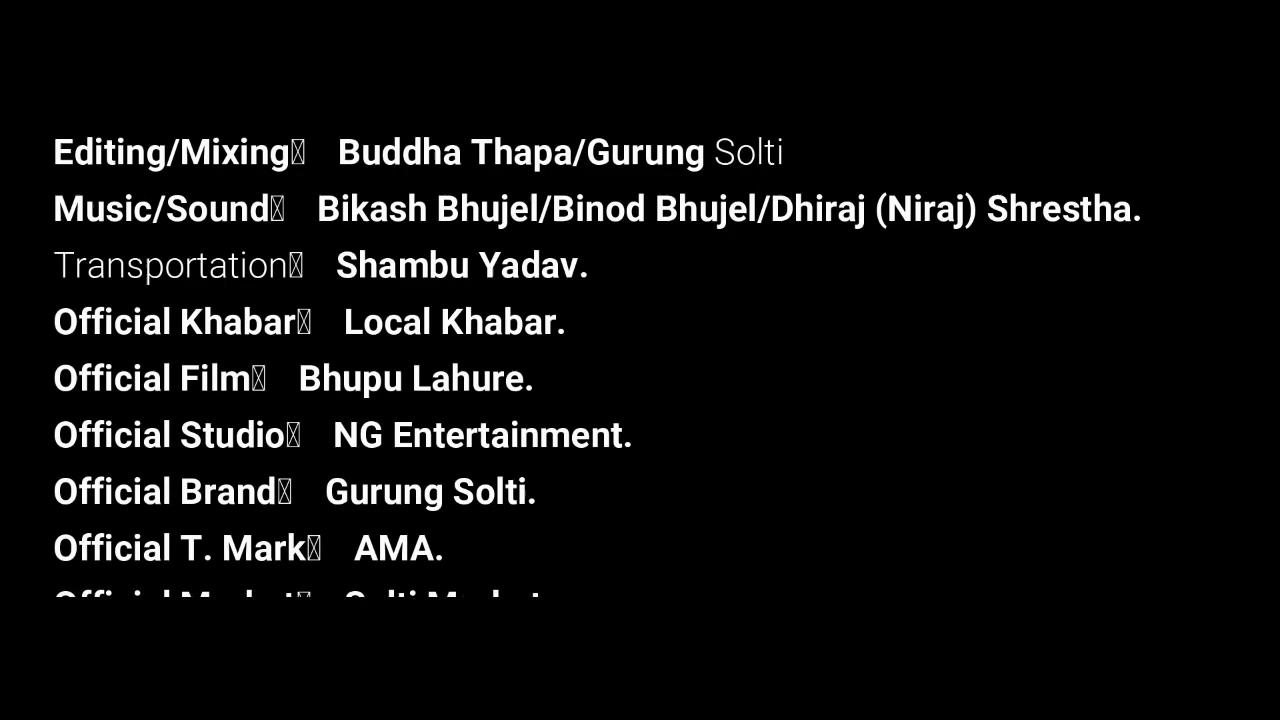 Editing/Mixing Buddha Thapa/Gurung Solti
Music/Sound Bikash Bhujel/Binod Bhujel/Dhiraj (Niraj) Shrestha.
Transportation Shambu Yadav.
Official Khabar Local Khabar.
Official Film Bhupu Lahure.
Official Studio NG Entertainment.
Official Brand Gurung Solti.
Official T. Mark AMA.